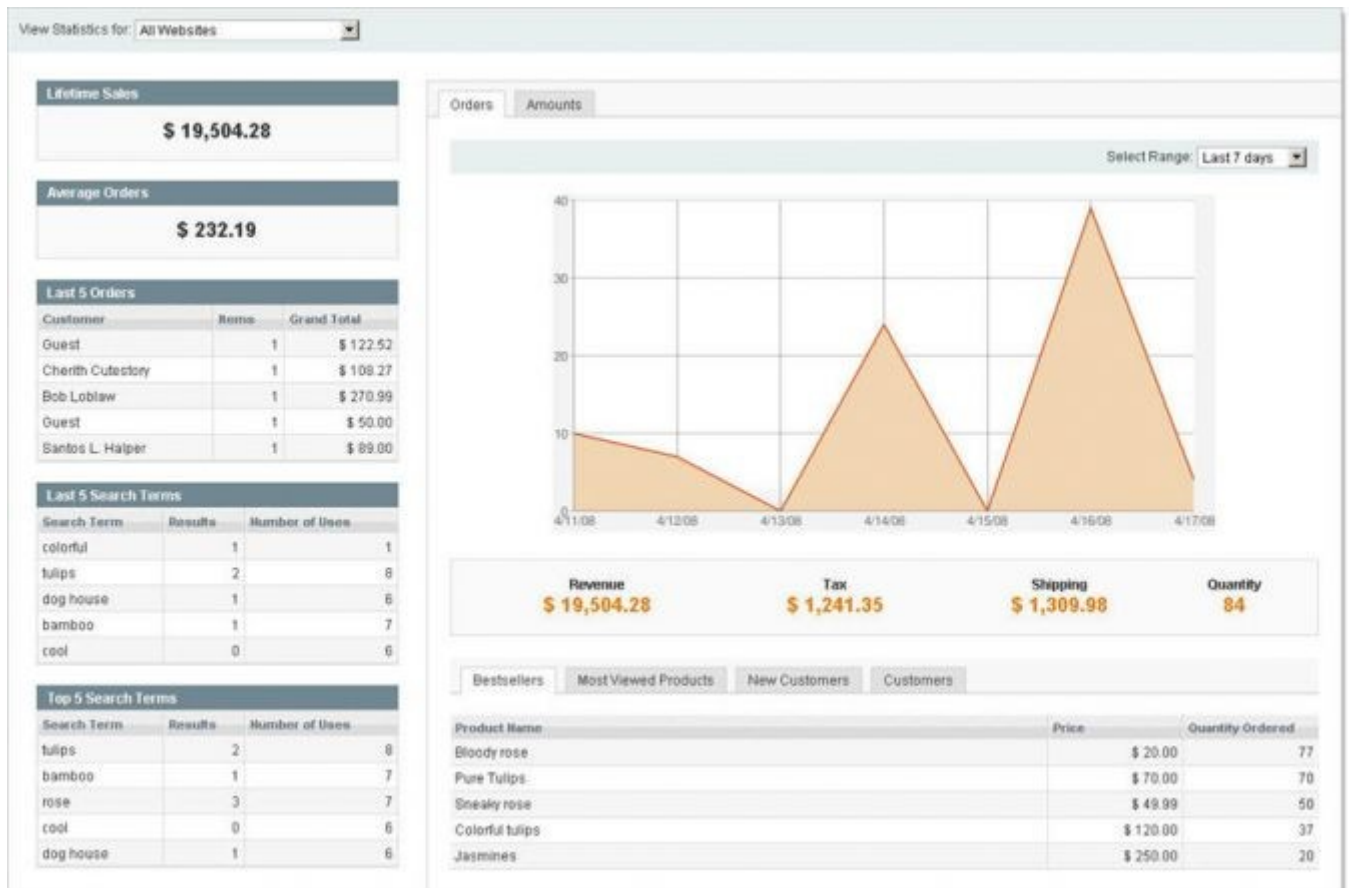 View Statistics for: All Websites
Lifetime Sales
$ 19,504.28
Average Orders
$ 232.19
Last 5 Orders
Customer Items Grand Total
Guest 1 $ 122.52
Cherith Cutestory 1 $ 108.27
Bob Loblaw 1 $ 270.99
Guest 1 $ 50.00
Santos L. Halper 1 $ 89.00
Last 5 Search Terms
Search Term Results Number of Uses
colorful 1 1
tulips 2 8
dog house 1 6
bamboo 1 7
cool 0 6
Top 5 Search Terms
Search Term Results Number of Uses
tulips 2 8
bamboo 1 7
rose 3 7
cool 0 6
dog house 1 6
Orders Amounts
Select Range: Last 7 days
40
30
20
10
0
4/11/08 4/12/08 4/13/08 4/14/08 4/15/08 4/16/08 4/17/08
Revenue Tax Shipping Quantity
$ 19,504.28 $ 1,241.35 $ 1,309.98 84
Bestsellers Most Viewed Products New Customers Customers
Product Name Price Quantity Ordered
Bloody rose $ 20.00 77
Pure Tulips $ 70.00 70
Sneaky rose $ 49.99 50
Colorful tulips $ 120.00 37
Jasmines $ 250.00 20